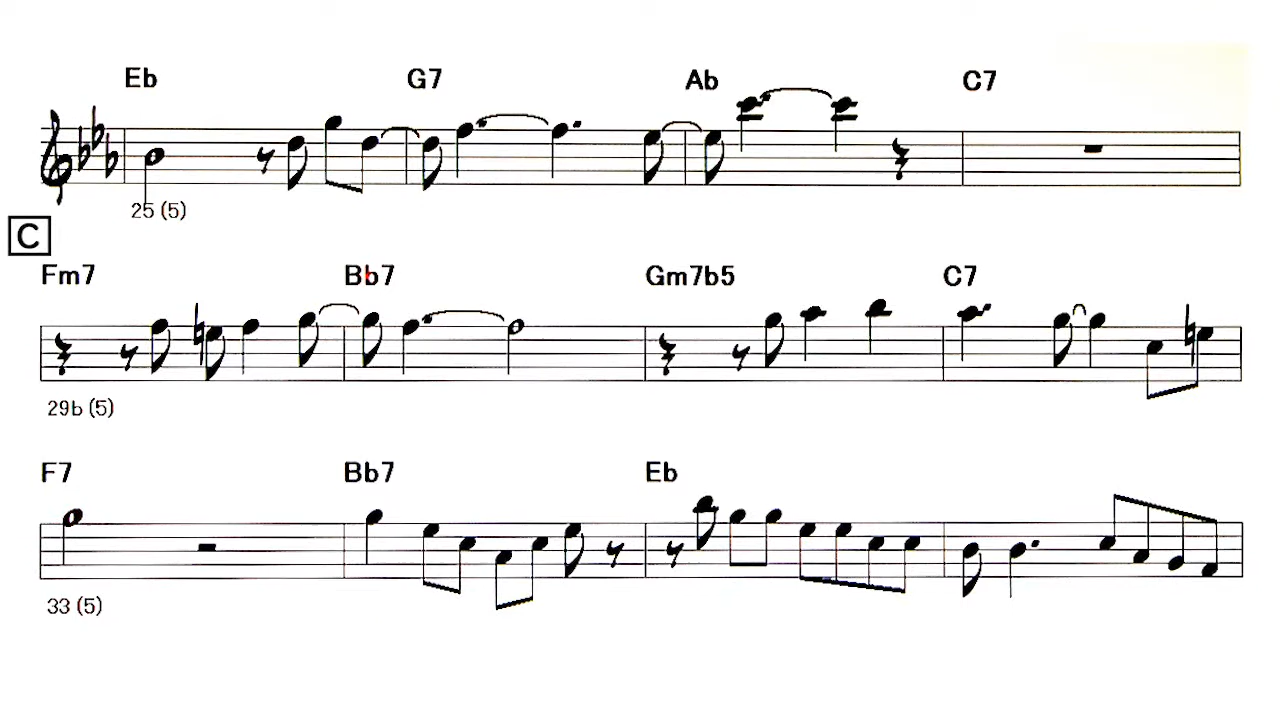 Eb G7 Ab C7
25 (5)
C
Fm7 Bb7 Gm7b5 C7
29b (5)
F7 Bb7 Eb
33 (5)